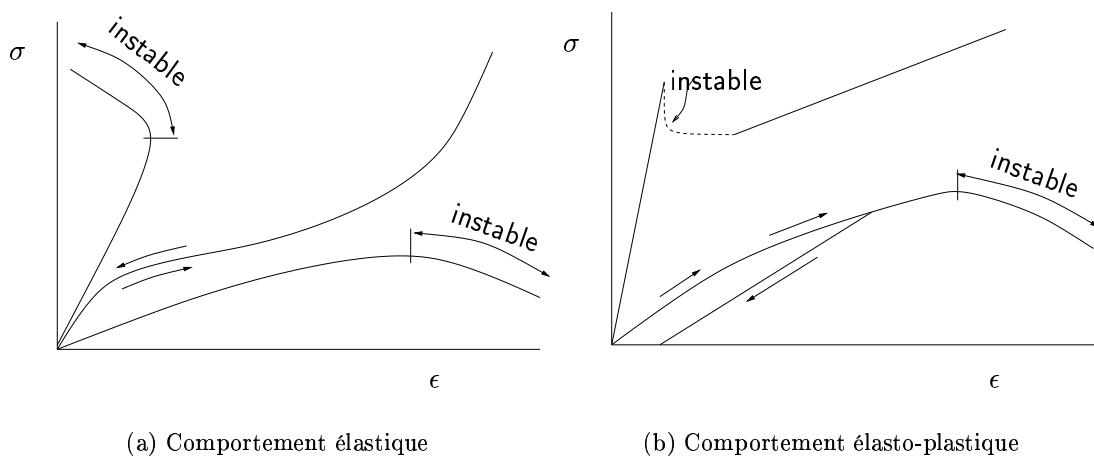 σ
instable
instable
ϵ
(a) Comportement élastique
σ
instable
instable
ϵ
(b) Comportement élasto-plastique